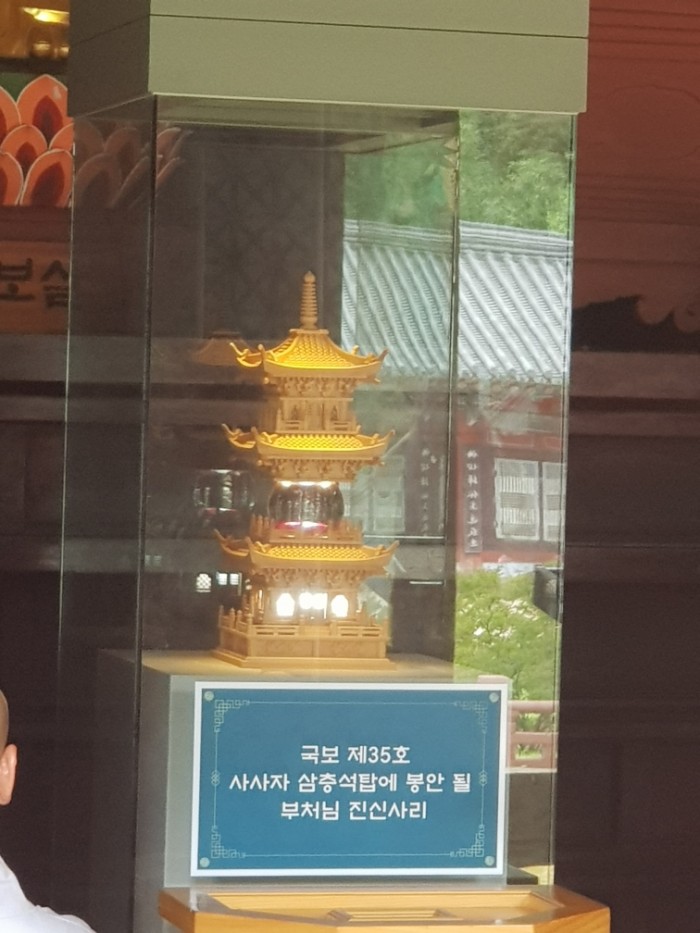 국보 제35호
사사자 삼층석탑에 봉안 될
부처님 진신사리